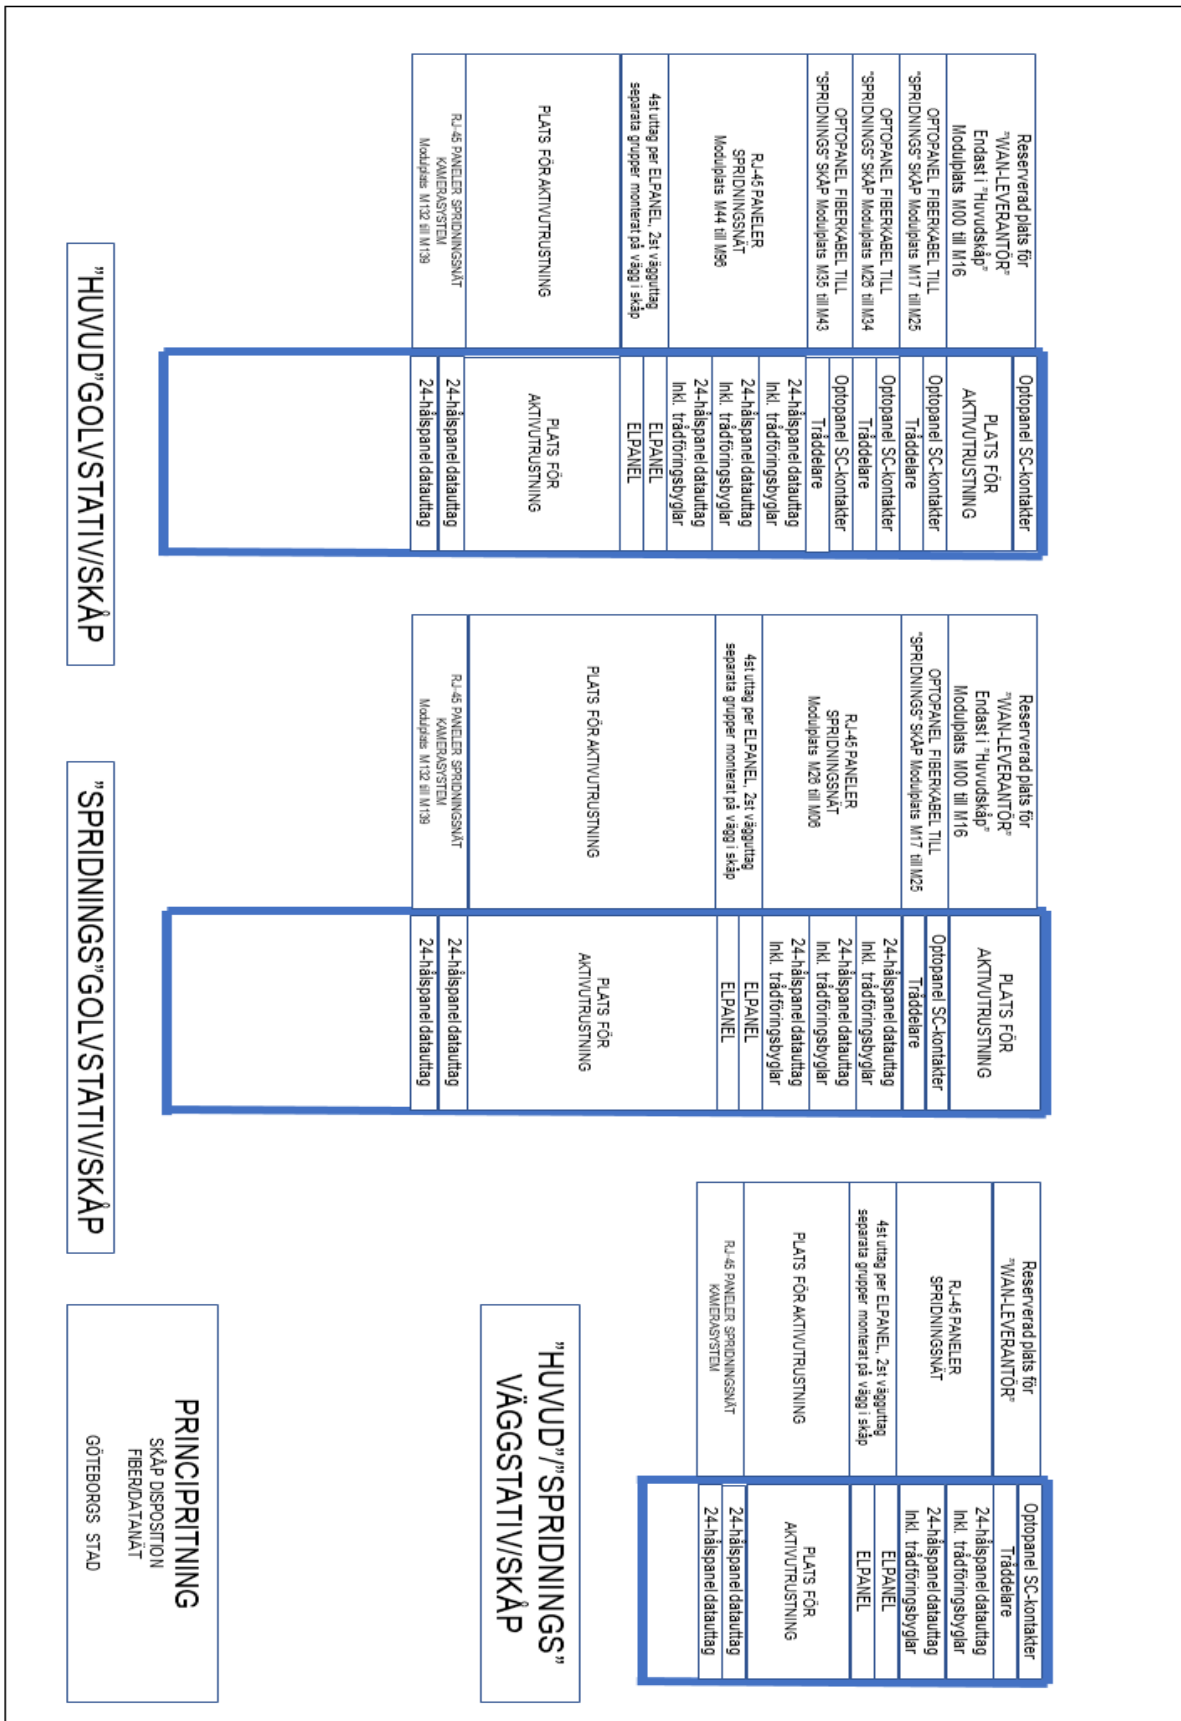 Reserverad plats för
"WAN-LEVERANTÖR"
Endast i "Huvudskåp"
Modulplats M00 till M16
OPTOPANEL FIBERKABEL TILL
"SPRIDNINGS" SKÅP Modulplats M17 till M25
OPTOPANEL FIBERKABEL TILL
"SPRIDNINGS" SKÅP Modulplats M26 till M34
OPTOPANEL FIBERKABEL TILL
"SPRIDNINGS" SKÅP Modulplats M35 till M43
RJ-45 PANELER
SPRIDNINGSNÄT
Modulplats M44 till M96
4st uttag per ELPANEL, 2st vägguttag
separata grupper monterat på vägg i skåp
PLATS FÖR AKTIVUTRUSTNING
RJ-45 PANELER SPRIDNINGSNÄT
KAMERASYSTEM
Modulplats M132 till M139
Optopanel SC-kontakter
PLATS FÖR
AKTIVUTRUSTNING
Optopanel SC-kontakter
Tråddelare
Optopanel SC-kontakter
Tråddelare
Optopanel SC-kontakter
Tråddelare
24-hålspanel datauttag
Inkl. trådföringsbyglar
24-hålspanel datauttag
Inkl. trådföringsbyglar
24-hålspanel datauttag
Inkl. trådföringsbyglar
ELPANEL
ELPANEL
PLATS FÖR
AKTIVUTRUSTNING
24-hålspanel datauttag
24-hålspanel datauttag
"HUVUD"GOLVSTATIV/SKÅP
Reserverad plats för
"WAN-LEVERANTÖR"
Endast i "Huvudskåp"
Modulplats M00 till M16
OPTOPANEL FIBERKABEL TILL
"SPRIDNINGS" SKÅP Modulplats M17 till M25
RJ-45 PANELER
SPRIDNINGSNÄT
Modulplats M26 till M06
4st uttag per ELPANEL, 2st vägguttag
separata grupper monterat på vägg i skåp
PLATS FÖR AKTIVUTRUSTNING
RJ-45 PANELER SPRIDNINGSNÄT
KAMERASYSTEM
Modulplats M132 till M139
PLATS FÖR
AKTIVUTRUSTNING
Optopanel SC-kontakter
Tråddelare
24-hålspanel datauttag
Inkl. trådföringsbyglar
24-hålspanel datauttag
Inkl. trådföringsbyglar
24-hålspanel datauttag
Inkl. trådföringsbyglar
ELPANEL
ELPANEL
PLATS FÖR
AKTIVUTRUSTNING
24-hålspanel datauttag
24-hålspanel datauttag
"SPRIDNINGS"GOLVSTATIV/SKÅP
Reserverad plats för
"WAN-LEVERANTÖR"
RJ-45 PANELER
SPRIDNINGSNÄT
4st uttag per ELPANEL, 2st vägguttag
separata grupper monterat på vägg i skåp
PLATS FÖR AKTIVUTRUSTNING
RJ-45 PANELER SPRIDNINGSNÄT
KAMERASYSTEM
Optopanel SC-kontakter
Tråddelare
24-hålspanel datauttag
Inkl. trådföringsbyglar
24-hålspanel datauttag
Inkl. trådföringsbyglar
ELPANEL
ELPANEL
PLATS FÖR
AKTIVUTRUSTNING
24-hålspanel datauttag
24-hålspanel datauttag
"HUVUD"/"SPRIDNINGS"
VÄGGSTATIV/SKÅP
PRINCIPRITNING
SKÅP DISPOSITION
FIBER/DATANÄT
GÖTEBORGS STAD